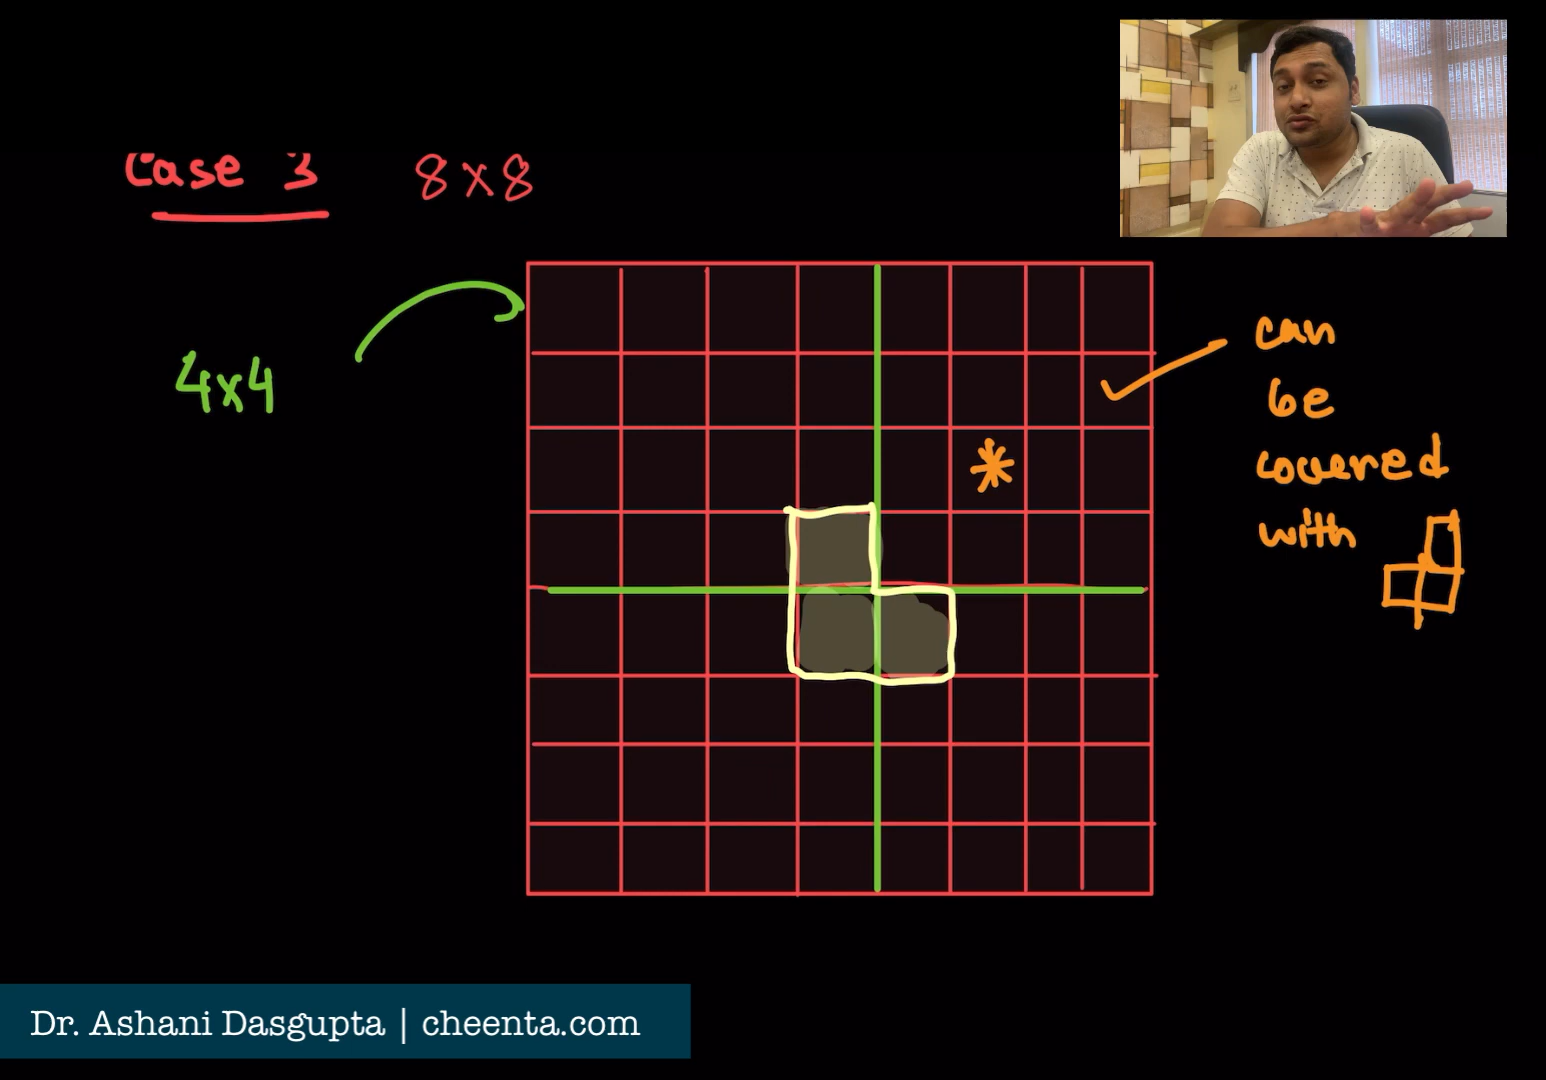 Case 3 8x8
4x4
can
be
covered
with
Dr. Ashani Dasgupta | cheenta.com